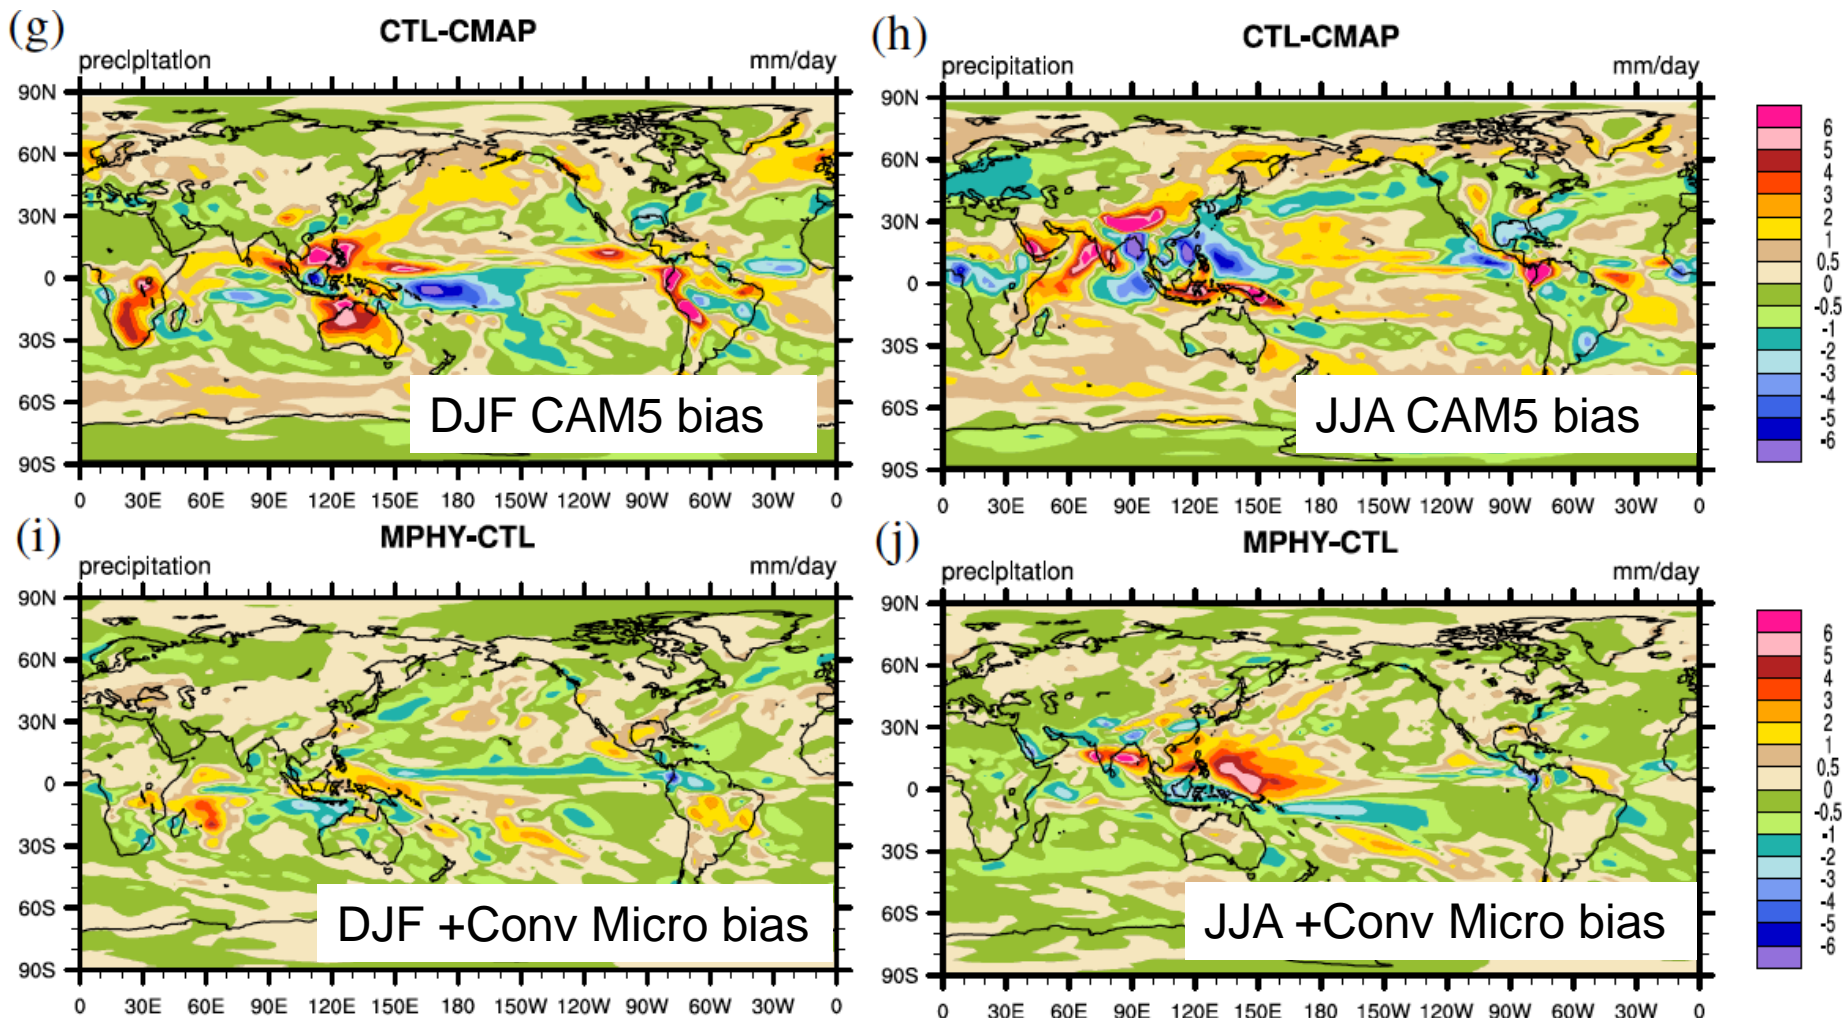 (g)
CTL-CMAP
precipitation mm/day
90N
60N
30N
0
30S
60S
90S
0 30E 60E 90E 120E 150E 180 150W 120W 90W 60W 30W 0
DJF CAM5 bias
(h)
CTL-CMAP
precipitation mm/day
90N
60N
30N
0
30S
60S
90S
0 30E 60E 90E 120E 150E 180 150W 120W 90W 60W 30W 0
JJA CAM5 bias
6
5
4
3
2
1
0.5
0
-0.5
-1
-2
-3
-4
-5
-6
(i)
MPHY-CTL
precipitation mm/day
90N
60N
30N
0
30S
60S
90S
0 30E 60E 90E 120E 150E 180 150W 120W 90W 60W 30W 0
DJF +Conv Micro bias
(j)
MPHY-CTL
precipitation mm/day
90N
60N
30N
0
30S
60S
90S
0 30E 60E 90E 120E 150E 180 150W 120W 90W 60W 30W 0
JJA +Conv Micro bias
6
5
4
3
2
1
0.5
0
-0.5
-1
-2
-3
-4
-5
-6